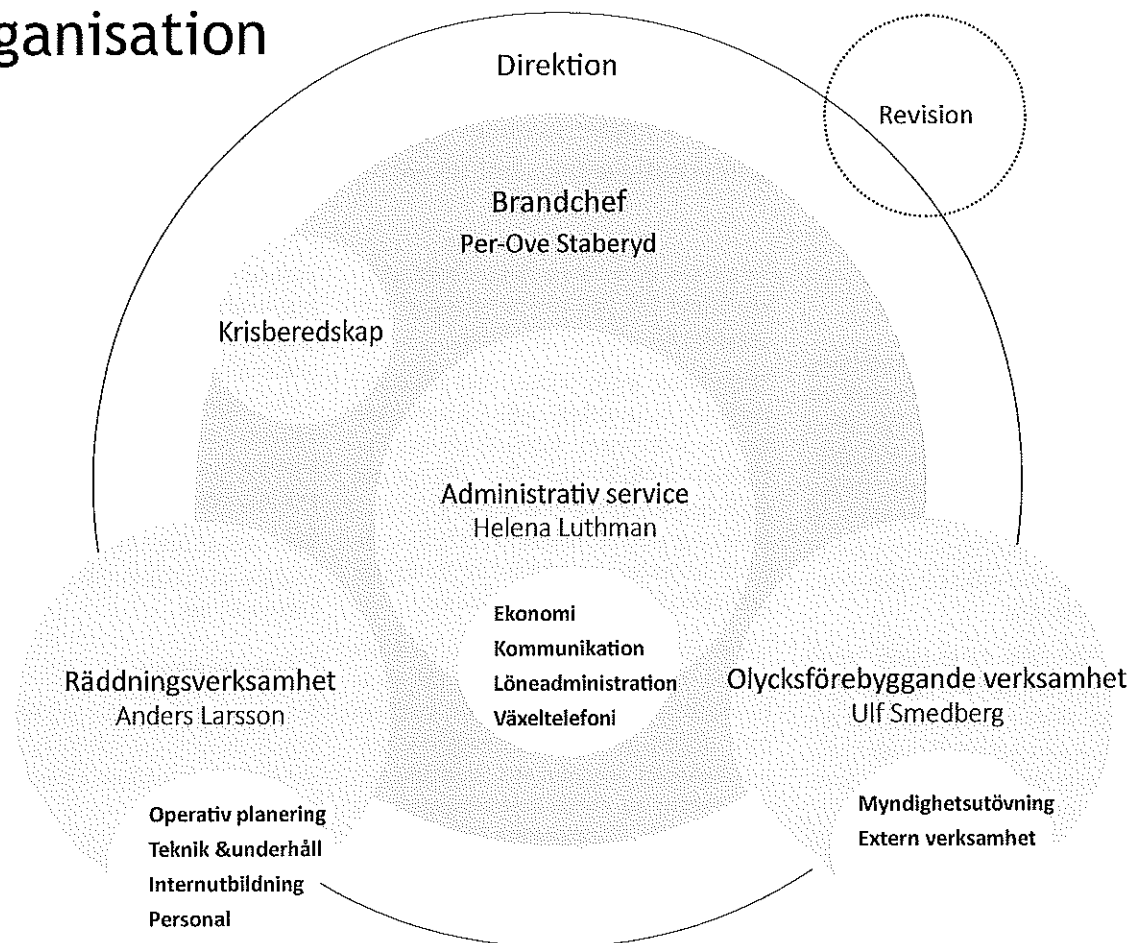 ganisation
Direktion
Revision
Brandchef
Per-Ove Staberyd
Krisberedskap
Administrativ service
Helena Luthman
Ekonomi
Kommunikation
Löneadministration
Växeltelefoni
Räddningsverksamhet
Anders Larsson
Operativ planering
Teknik &underhåll
Internutbildning
Personal
Olycksförebyggande verksamhet
Ulf Smedberg
Myndighetsutövning
Extern verksamhet